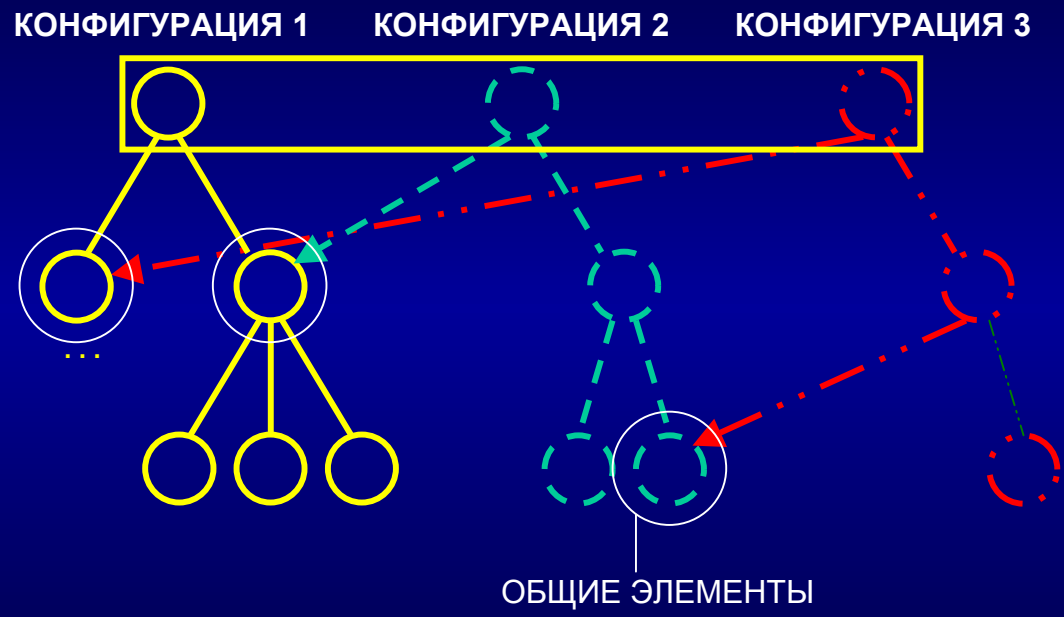 КОНФИГУРАЦИЯ 1
КОНФИГУРАЦИЯ 2
КОНФИГУРАЦИЯ 3
. . .
ОБЩИЕ ЭЛЕМЕНТЫ